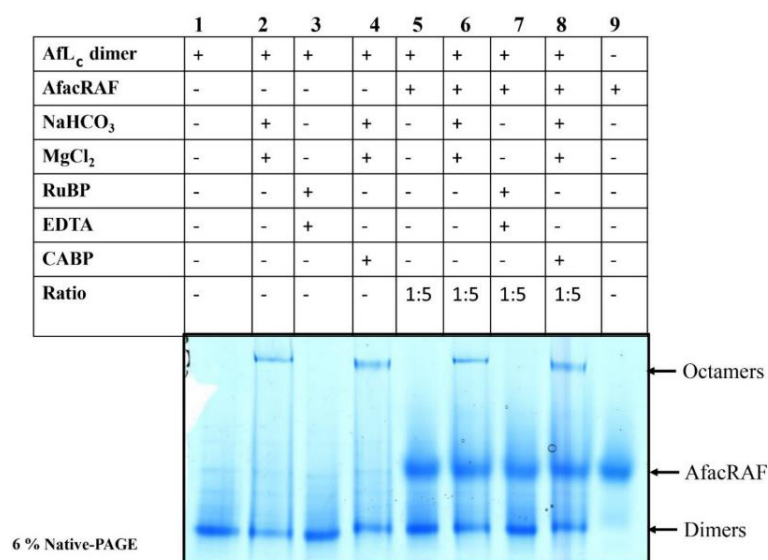 1 2 3 4 5 6 7 8 9
AfLc dimer + + + + + + + + -
AfacRAF - - - - + + + + +
NaHCO3 - + - + - + - + -
MgCl2 - + - + - + - + -
RuBP - - + - - - + - -
EDTA - - + - - - + - -
CABP - - - + - - - + -
Ratio - - - - 1:5 1:5 1:5 1:5 -
Octamers
AfacRAF
Dimers
6 % Native-PAGE